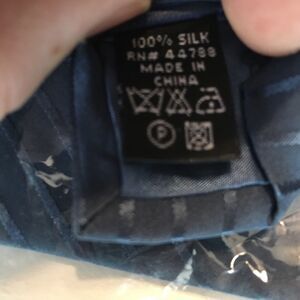 100% SILK
RN# 44788
MADE IN
CHINA
P